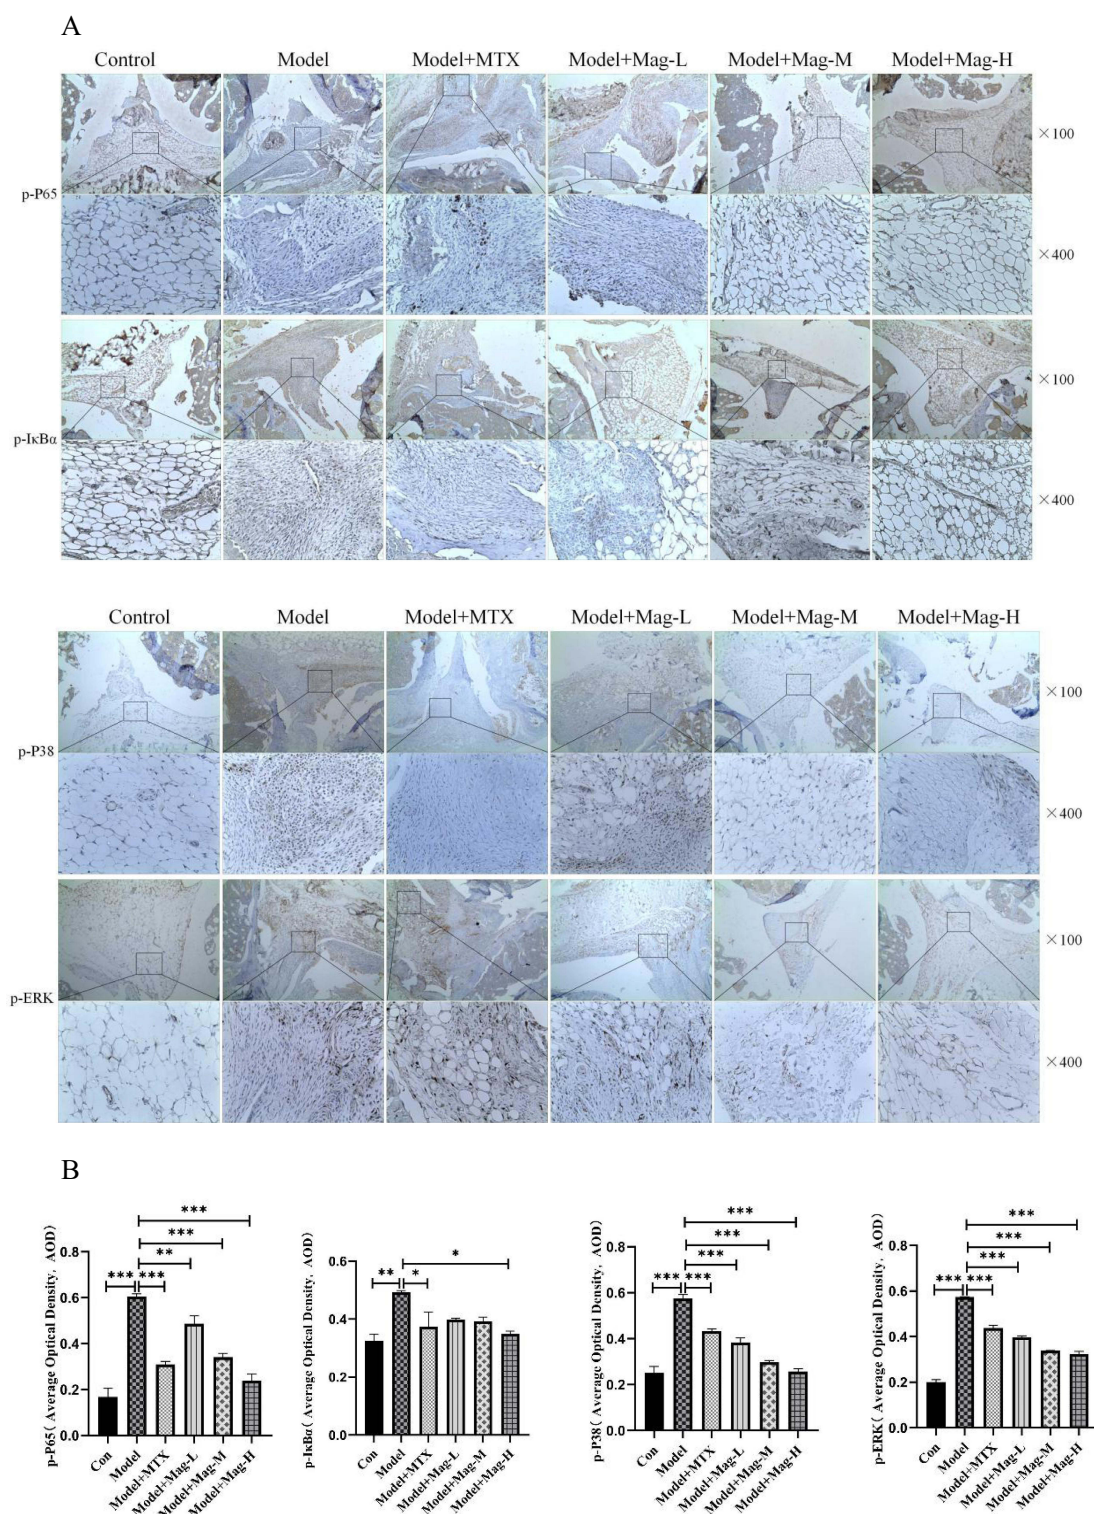 A
Control Model Model+MTX Model+Mag-L Model+Mag-M Model+Mag-H
×100
p-P65
×400
×100
p-IκBα
×400
Control Model Model+MTX Model+Mag-L Model+Mag-M Model+Mag-H
×100
p-P38
×400
×100
p-ERK
×400
B
p-P65 ( Average Optical Density, AOD)
0.8
0.6
0.4
0.2
0.0
***
***
**
*** ***
Con Model Model+MTX Model+Mag-L Model+Mag-M Model+Mag-H
p-IκBα ( Average Optical Density, AOD)
0.6
0.4
0.2
0.0
*
** *
Con Model Model+MTX Model+Mag-L Model+Mag-M Model+Mag-H
p-P38 ( Average Optical Density, AOD)
0.8
0.6
0.4
0.2
0.0
***
***
***
*** ***
Con Model Model+MTX Model+Mag-L Model+Mag-M Model+Mag-H
p-ERK ( Average Optical Density, AOD)
0.8
0.6
0.4
0.2
0.0
***
***
***
*** ***
Con Model Model+MTX Model+Mag-L Model+Mag-M Model+Mag-H